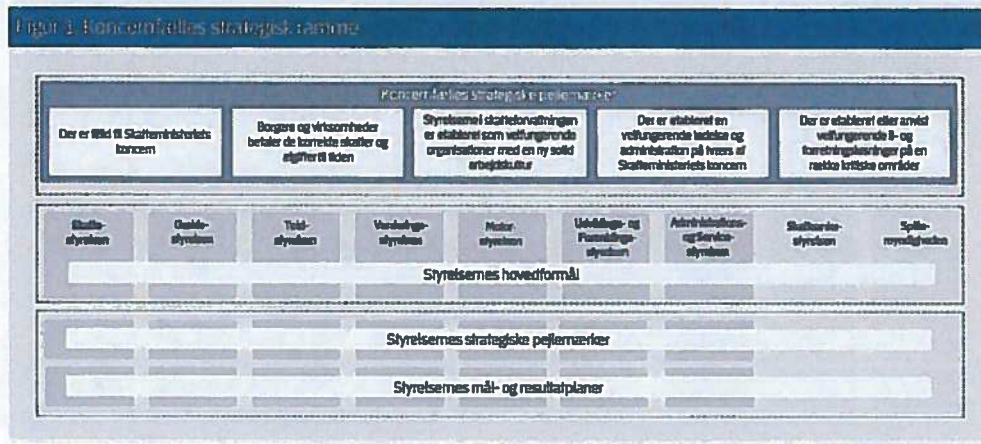 Figur 1. Koncernfælles strategisk ramme
Koncernfælles strategiske pejlemærker
Der er tillid til Skatteministeriets
koncern
Borgere og virksomheder
betaler de korrekte skatter og
afgifter til tiden
Styrelserne i skatteforvaltningen
er etableret som velfungerende
organisationer med en ny solid
arbejdskultur
Der er etableret en
velfungerende ledelse og
administration på tværs af
Skatteministeriets koncern
Der er etableret eller anvist
velfungerende it- og
forretningsløsninger på en
række kritiske områder
Skatte-
styrelsen
Gælds-
styrelsen
Told-
styrelsen
Vurderings-
styrelsen
Motor-
styrelsen
Udviklings- og
Forenklings-
styrelsen
Administrations-
og Service-
styrelsen
Skatteanke-
styrelsen
Spille-
myndigheden
Styrelsernes hovedformål
Styrelsernes strategiske pejlemærker
Styrelsernes mål- og resultatplaner